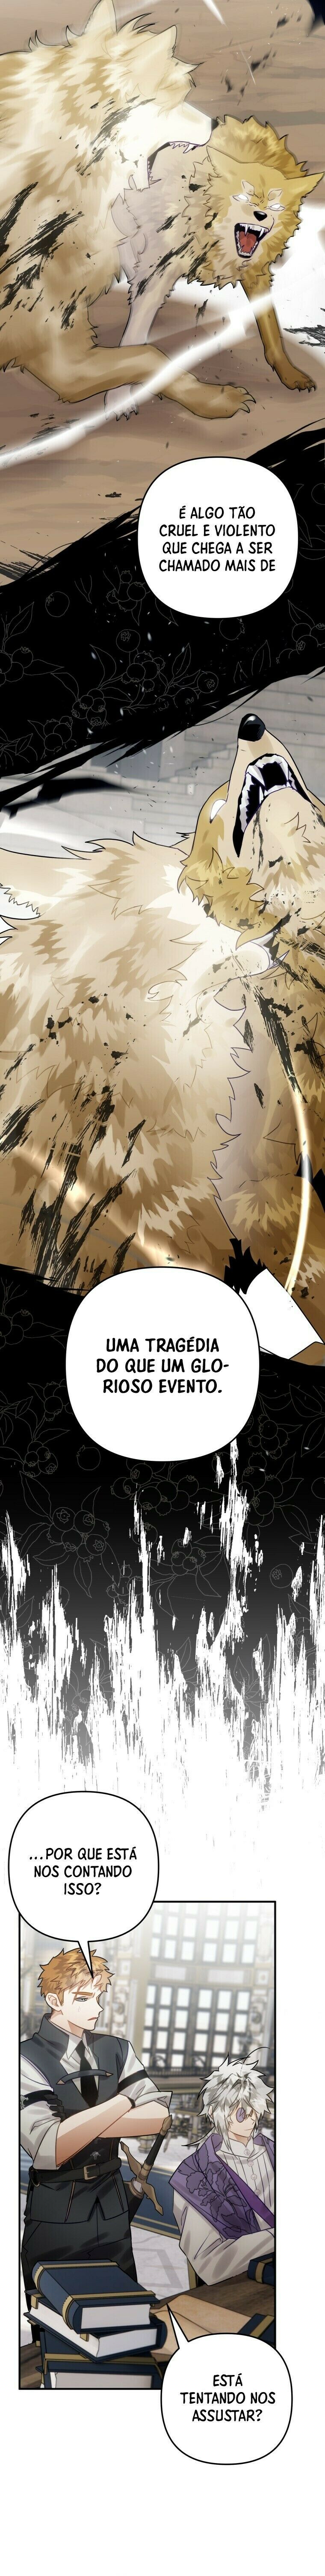 É ALGO TÃO
CRUEL E VIOLENTO
QUE CHEGA A SER
CHAMADO MAIS DE
UMA TRAGÉDIA
DO QUE UM GLO-
RIOSO EVENTO.
...POR QUE ESTÁ
NOS CONTANDO
ISSO?
ESTÁ
TENTANDO NOS
ASSUSTAR?